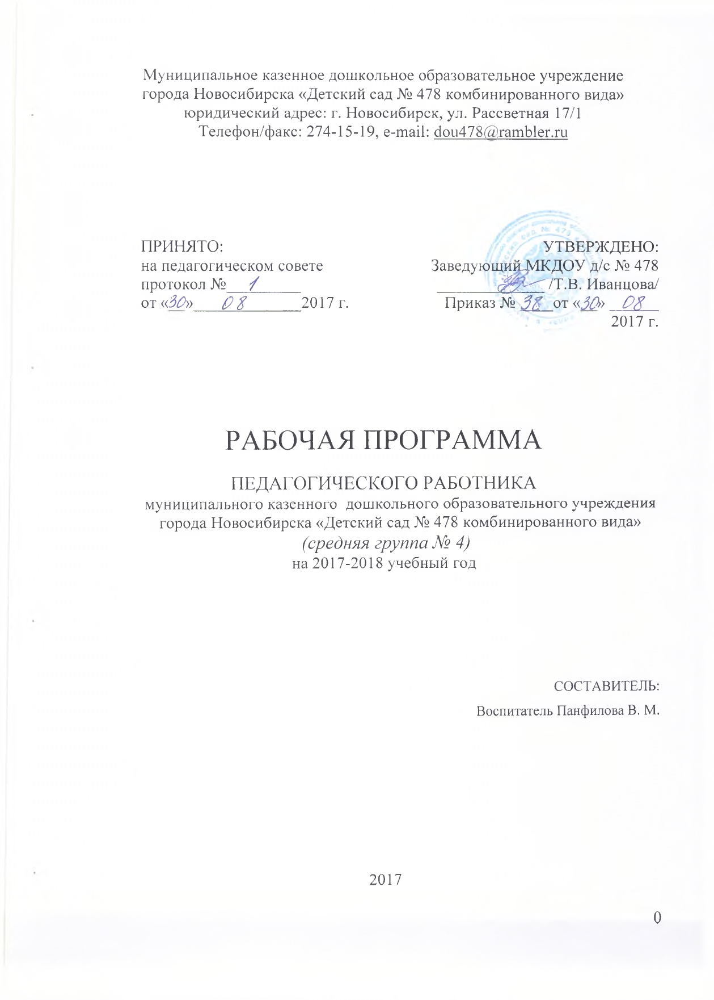 Муниципальное казенное дошкольное образовательное учреждение
города Новосибирска «Детский сад № 478 комбинированного вида»
юридический адрес: г. Новосибирск, ул. Рассветная 17/1
Телефон/факс: 274-15-19, e-mail: dou478@rambler.ru
ПРИНЯТО:
на педагогическом совете
протокол № 1
от «30» 08 2017 г.
УТВЕРЖДЕНО:
Заведующий МКДОУ д/с № 478
/Т.В. Иванцова/
Приказ № 38 от «30» 08
2017 г.
РАБОЧАЯ ПРОГРАММА
ПЕДАГОГИЧЕСКОГО РАБОТНИКА
муниципального казенного дошкольного образовательного учреждения
города Новосибирска «Детский сад № 478 комбинированного вида»
(средняя группа № 4)
на 2017-2018 учебный год
СОСТАВИТЕЛЬ:
Воспитатель Панфилова В. М.
2017
0